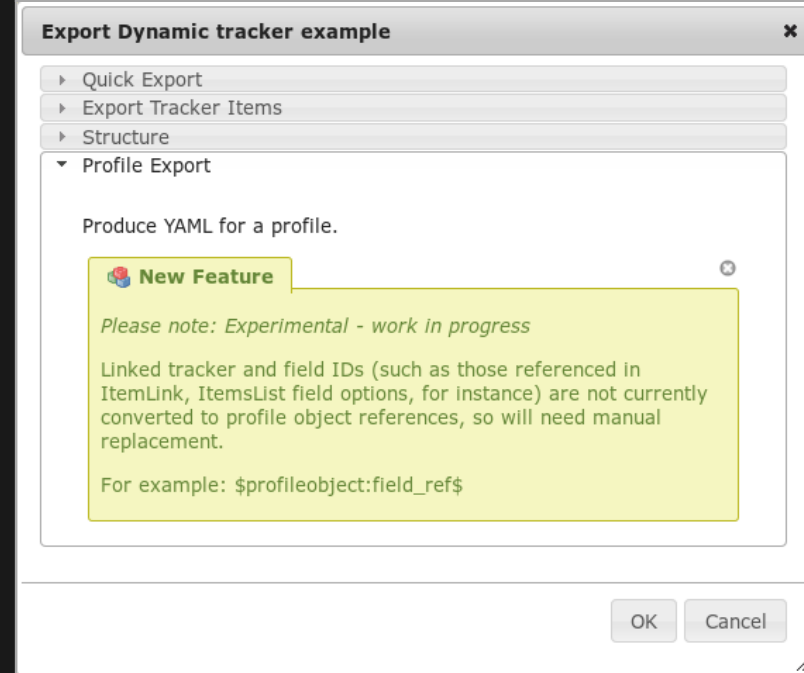 Export Dynamic tracker example
Quick Export
Export Tracker Items
Structure
Profile Export
Produce YAML for a profile.
New Feature
Please note: Experimental - work in progress
Linked tracker and field IDs (such as those referenced in
ItemLink, ItemsList field options, for instance) are not currently
converted to profile object references, so will need manual
replacement.
For example: $profileobject:field_ref$
OK
Cancel